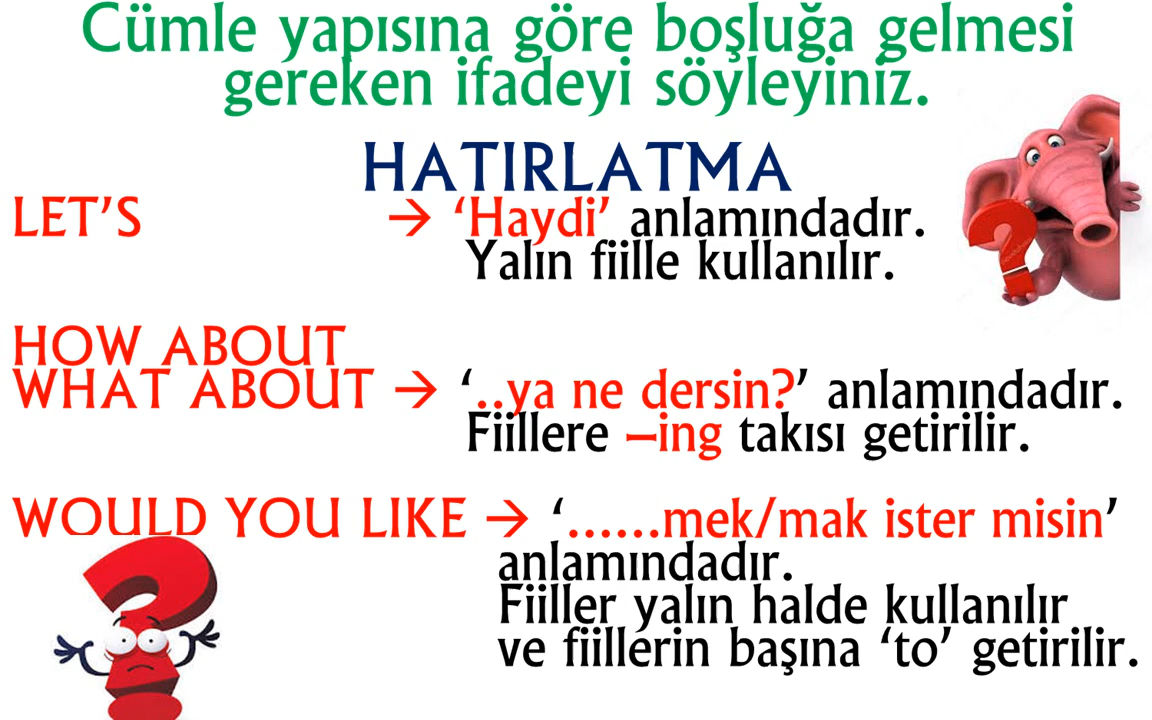 Cümle yapısına göre boşluğa gelmesi
gereken ifadeyi söyleyiniz.
HATIRLATMA
LET’S → ‘Haydi’ anlamındadır.
Yalın fiille kullanılır.
HOW ABOUT
WHAT ABOUT → ‘..ya ne dersin?’ anlamındadır.
Fiillere –ing takısı getirilir.
WOULD YOU LIKE → ‘......mek/mak ister misin’
anlamındadır.
Fiiller yalın halde kullanılır
ve fiillerin başına ‘to’ getirilir.